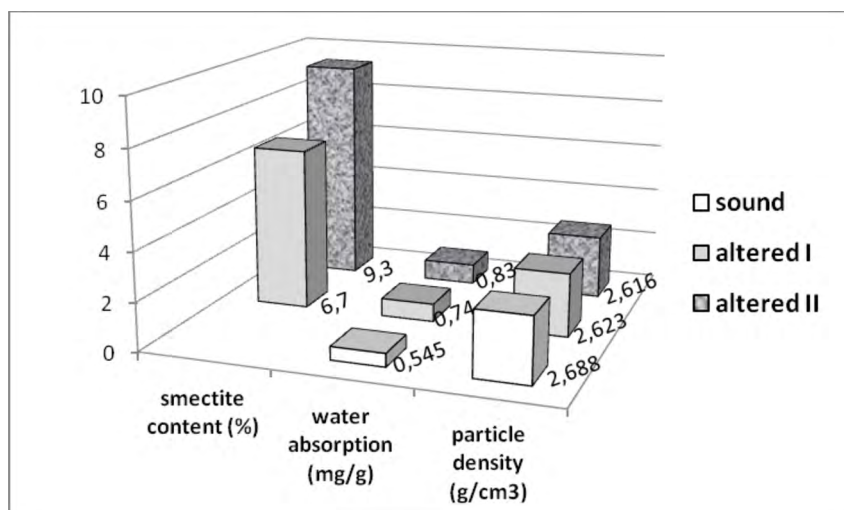 10
8
6
4
2
0
9,3
6,7
0,83
0,74
0,545
2,616
2,623
2,688
smectite
content (%)
water
absorption
(mg/g)
particle
density
(g/cm3)
sound
altered I
altered II